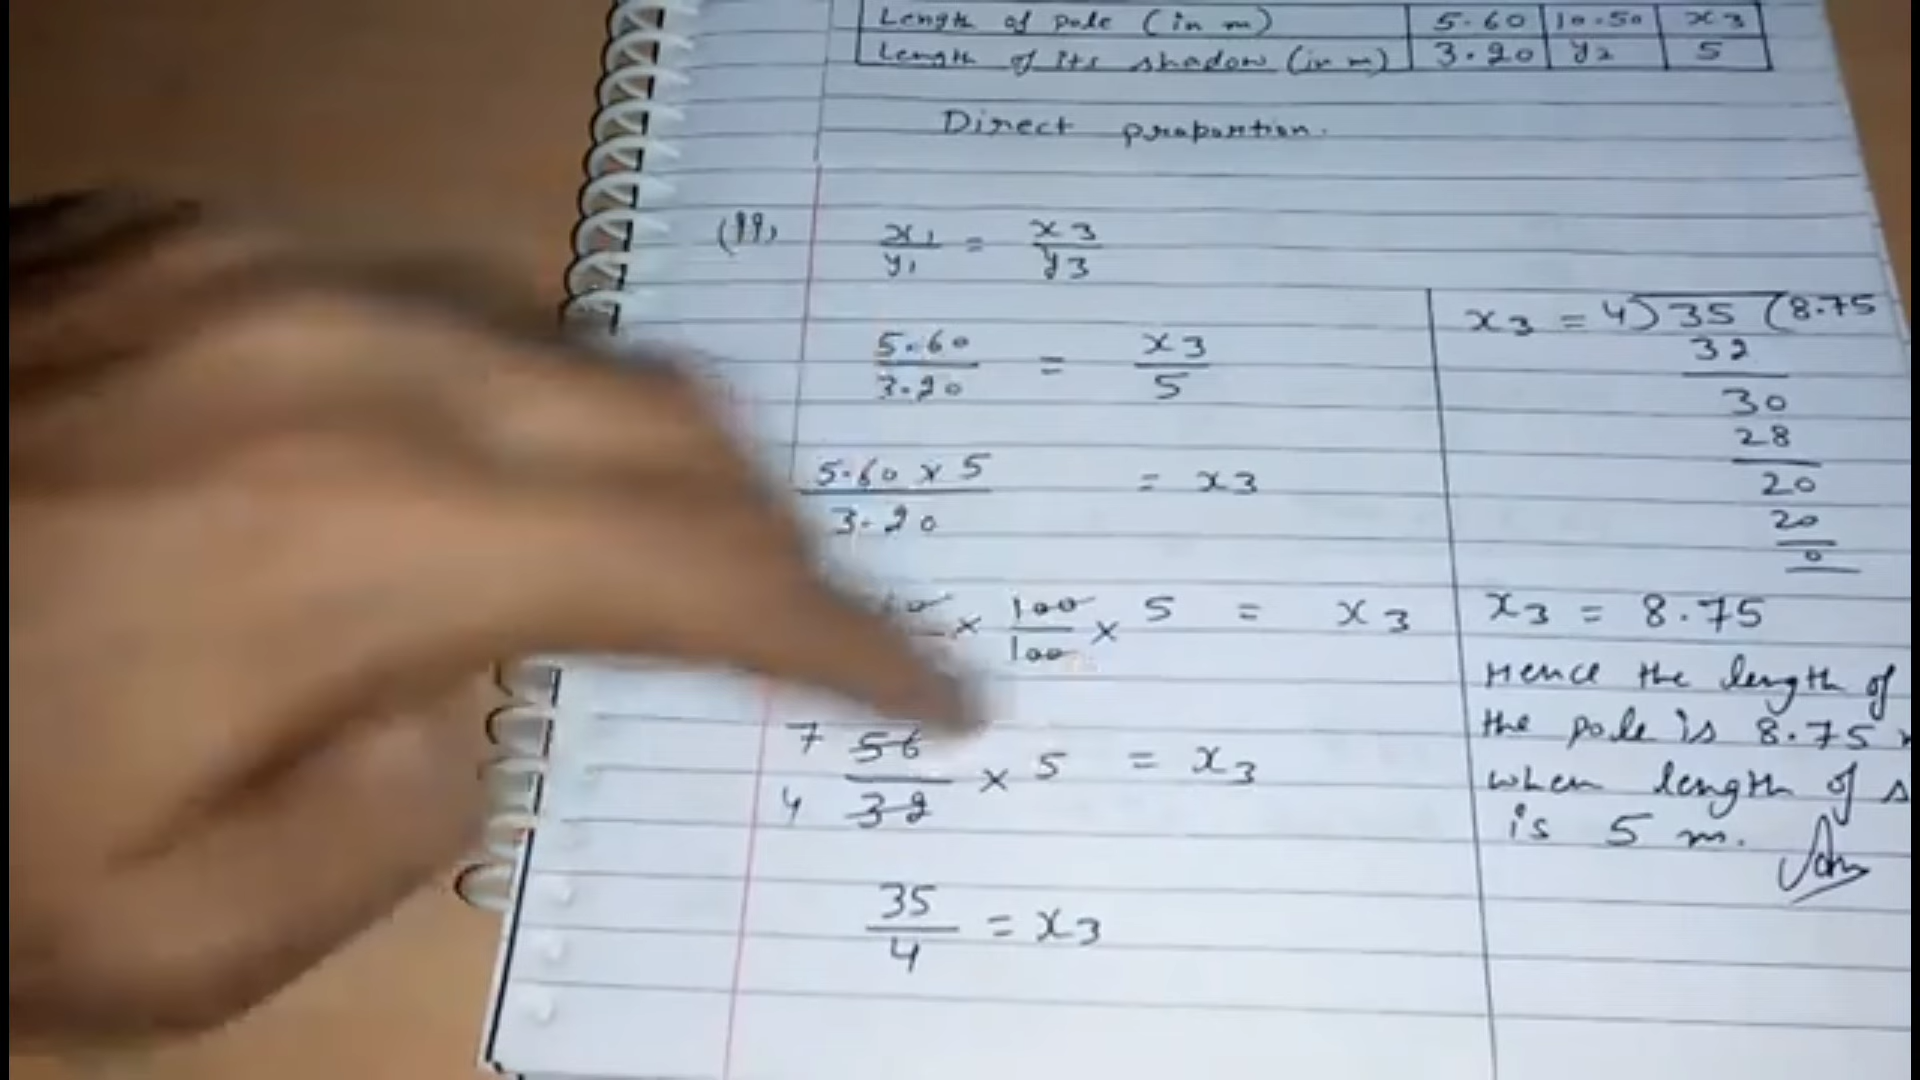 Length of pole (in m) 5.60 10.50 x3
Length of its shadow (in m) 3.20 y2 5
Direct proportion.
(ii) x1/y1 = x3/y3
5.60/3.20 = x3/5
5.60 x 5/3.20 = x3
× 100/100 × 5 = x3
7 56/4 32 × 5 = x3
35/4 = x3
x3 = 4)35(8.75
32
30
28
20
20
0
x3 = 8.75
Hence the length of
the pole is 8.75
when length of s
is 5 m. Ans